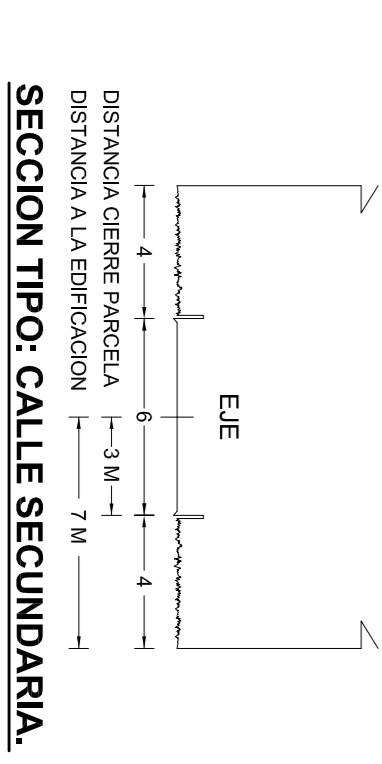 EJE
4 6 4
DISTANCIA CIERRE PARCELA 3 M
DISTANCIA A LA EDIFICACION 7 M
SECCION TIPO: CALLE SECUNDARIA.